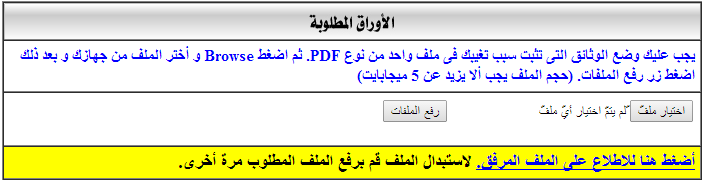 الأوراق المطلوبة
يجب عليك وضع الوثائق التى تثبت سبب تغيبك فى ملف واحد من نوع PDF. ثم اضغط Browse و أختر الملف من جهازك و بعد ذلك
اضغط زر رفع الملفات. (حجم الملف يجب ألا يزيد عن 5 ميجابايت)
اختيار ملفّ لم يتمّ اختيار أيّ ملفّ رفع الملفات
أضغط هنا للاطلاع على الملف المرفق. لاستبدال الملف قم برفع الملف المطلوب مرة أخرى.